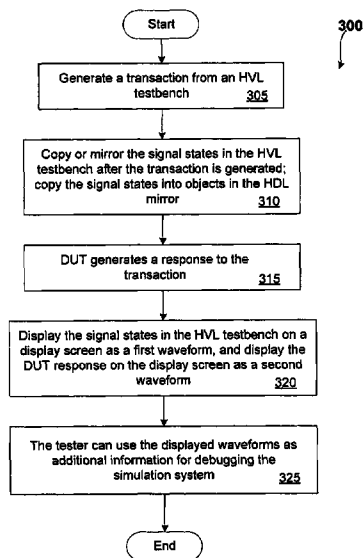 Start
300
Generate a transaction from an HVL
testbench
305
Copy or mirror the signal states in the HVL
testbench after the transaction is generated;
copy the signal states into objects in the HDL
mirror
310
DUT generates a response to the
transaction
315
Display the signal states in the HVL testbench on a
display screen as a first waveform, and display the
DUT response on the display screen as a second
waveform
320
The tester can use the displayed waveforms as
additional information for debugging the
simulation system
325
End